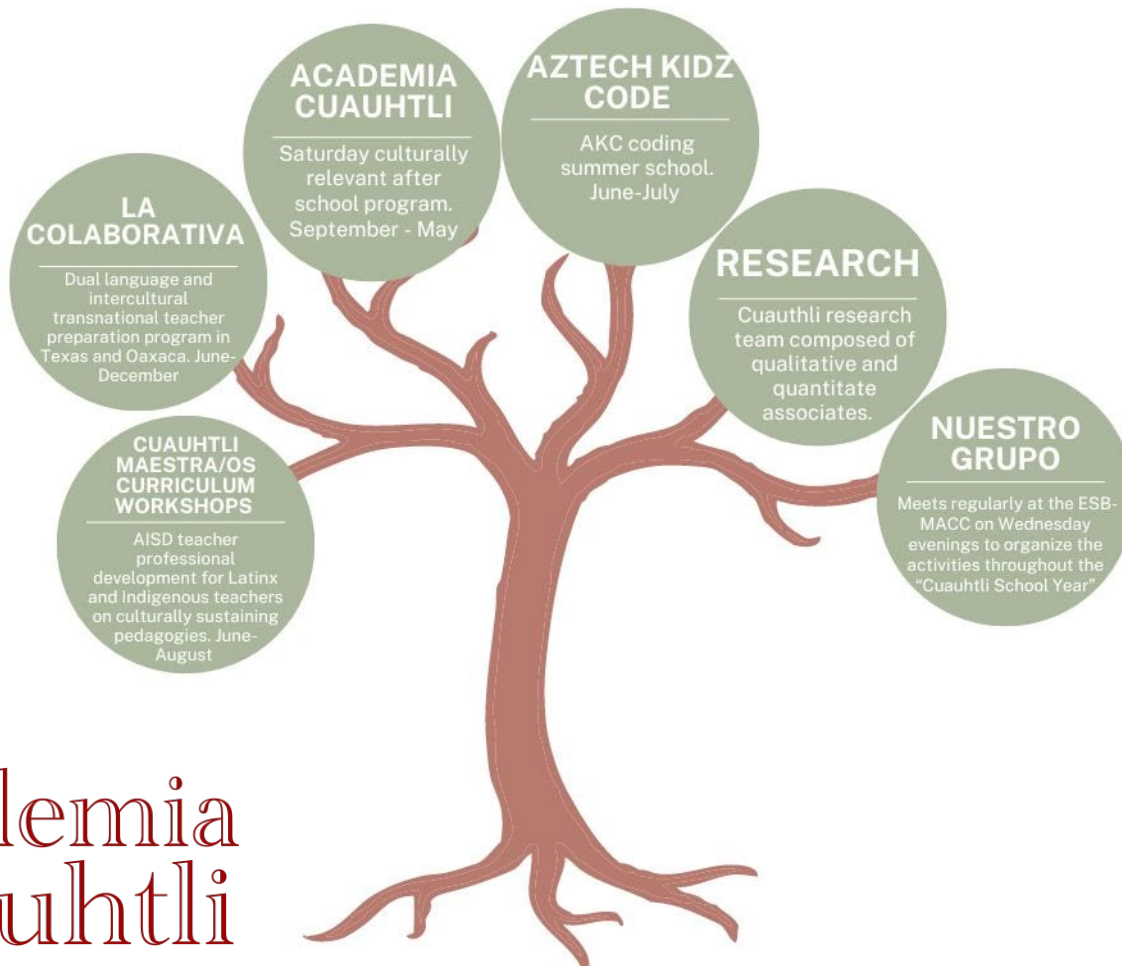 ACADEMIA
CUAUHTLI
Saturday culturally
relevant after
school program.
September - May
AZTECH KIDZ
CODE
AKC coding
summer school.
June-July
LA
COLABORATIVA
Dual language and
intercultural
transnational teacher
preparation program in
Texas and Oaxaca. June-
December
RESEARCH
Cuauthli research
team composed of
qualitative and
quantitate
associates.
CUAUHTLI
MAESTRA/OS
CURRICULUM
WORKSHOPS
AISD teacher
professional
development for Latinx
and Indigenous teachers
on culturally sustaining
pedagogies. June-
August
NUESTRO
GRUPO
Meets regularly at the ESB-
MACC on Wednesday
evenings to organize the
activities throughout the
"Cuauhtli School Year"
lemia
uhtli